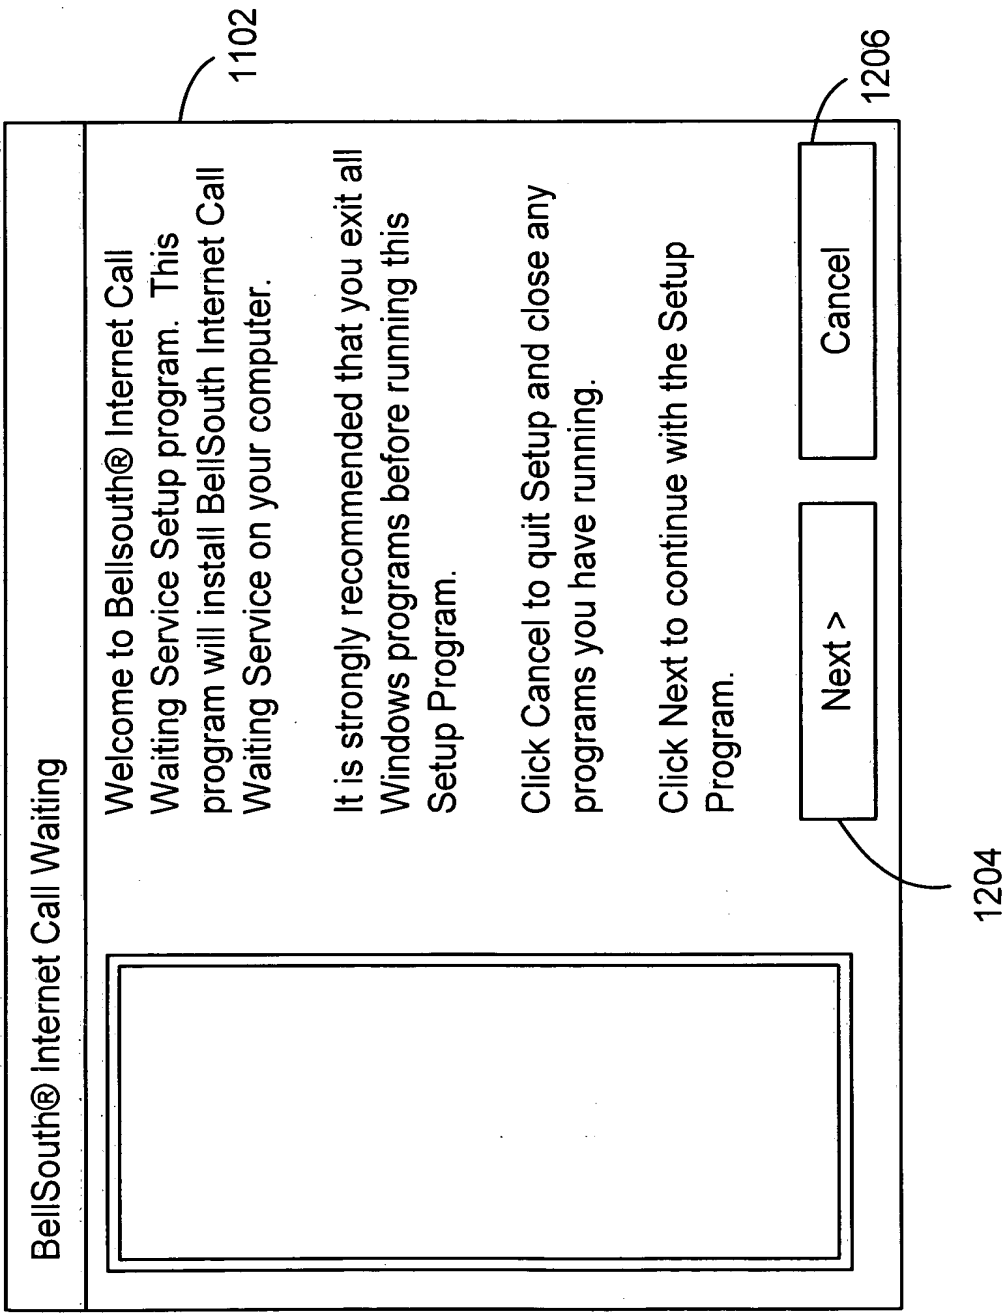 BellSouth® Internet Call Waiting
Welcome to Bellsouth® Internet Call
Waiting Service Setup program. This
program will install BellSouth Internet Call
Waiting Service on your computer.
It is strongly recommended that you exit all
Windows programs before running this
Setup Program.
Click Cancel to quit Setup and close any
programs you have running.
Click Next to continue with the Setup
Program.
Next >
Cancel
1102
1204
1206